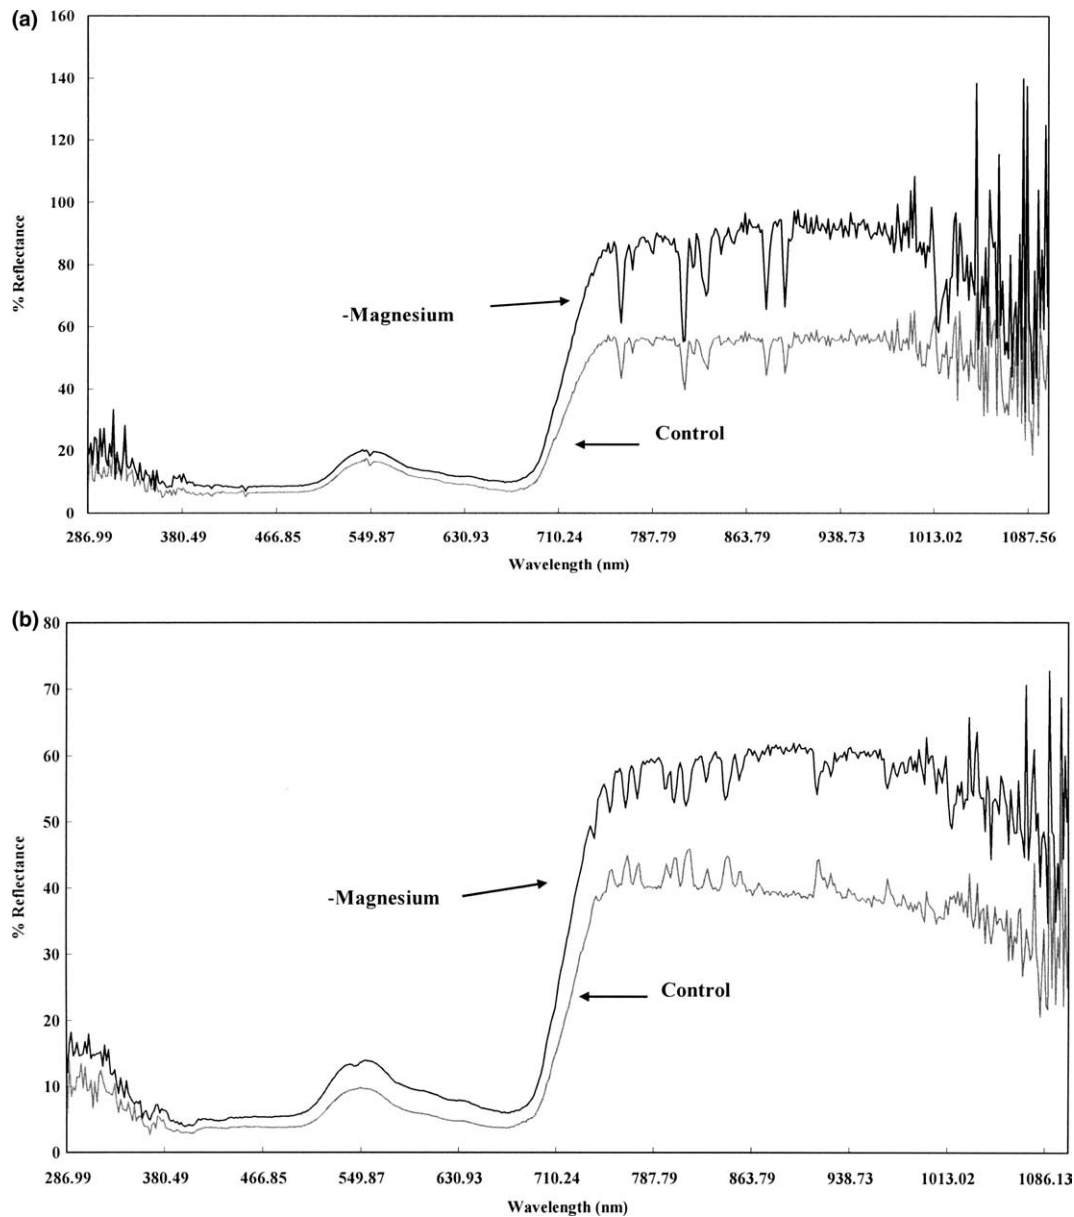 (a)
160
140
120
100
80
60
40
20
0
% Reflectance
-Magnesium
Control
286.99 380.49 466.85 549.87 630.93 710.24 787.79 863.79 938.73 1013.02 1087.56
Wavelength (nm)
(b)
80
70
60
50
40
30
20
10
0
% Reflectance
-Magnesium
Control
286.99 380.49 466.85 549.87 630.93 710.24 787.79 863.79 938.73 1013.02 1086.13
Wavelength (nm)